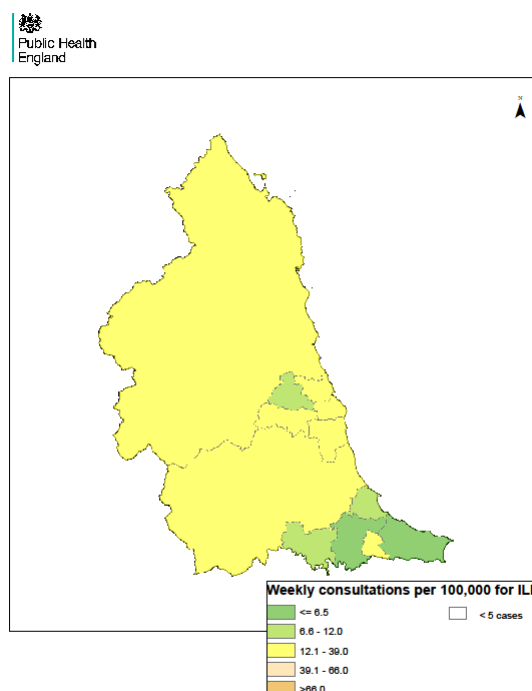 Public Health
England
N
Weekly consultations per 100,000 for IL
<= 6.5
< 5 cases
6.6 - 12.0
12.1 - 39.0
39.1 - 66.0
>66.0